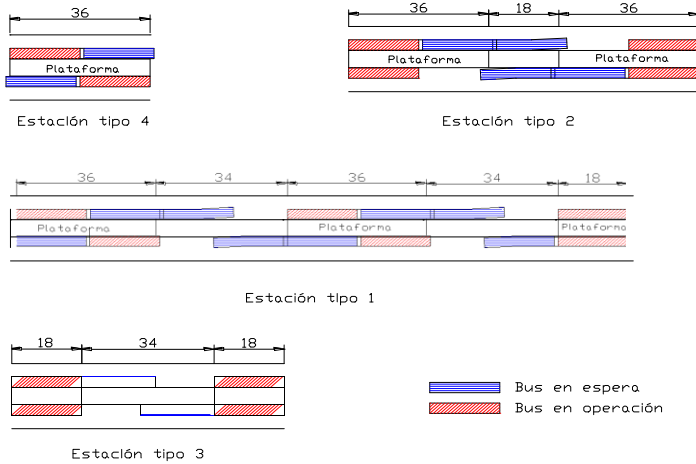 36
Plataforma
Estación tipo 4
36 18 36
Plataforma Plataforma
Estación tipo 2
36 34 36 34 18
Plataforma Plataforma Plataforma
Estación tipo 1
18 34 18
Estación tipo 3
Bus en espera
Bus en operación